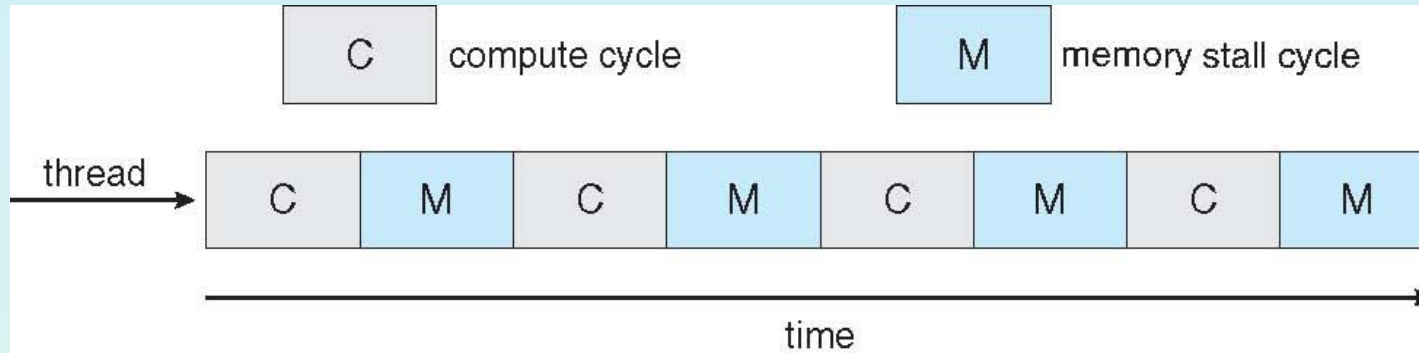 C compute cycle M memory stall cycle
thread
C M C M C M C M
time